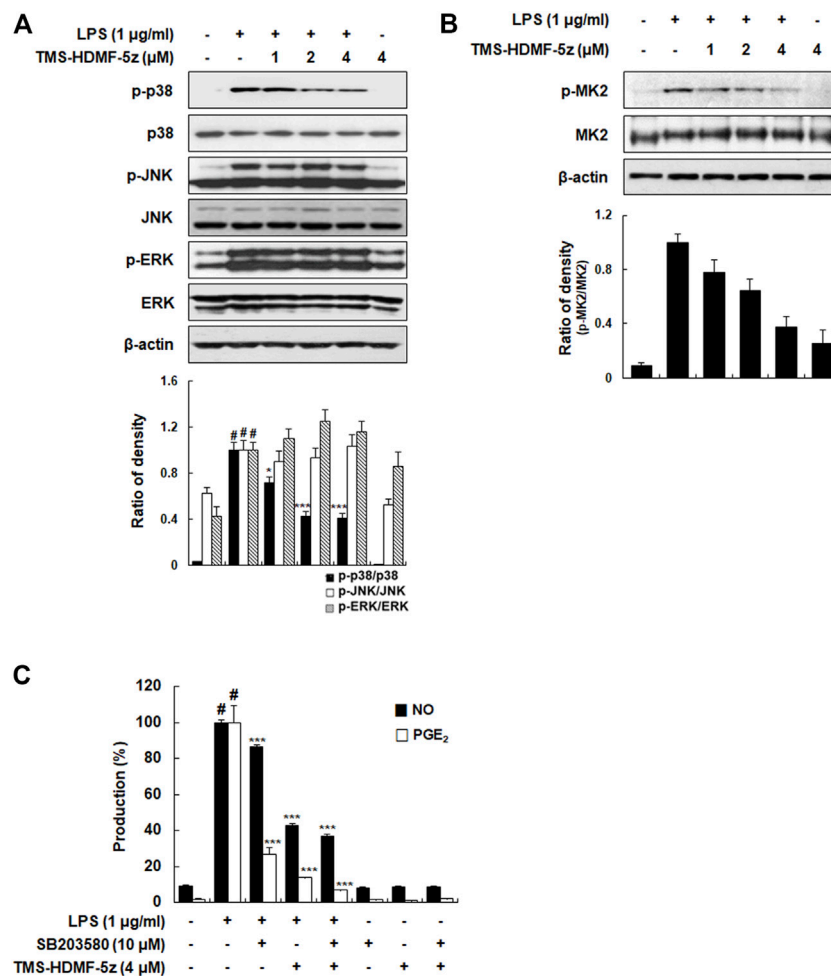 A
LPS (1 µg/ml) - + + + + -
TMS-HDMF-5z (µM) - - 1 2 4 4
p-p38
p38
p-JNK
JNK
p-ERK
ERK
β-actin
Ratio of density
1.6
1.2
0.8
0.4
0
# # #
*
***
***
p-p38/p38
p-JNK/JNK
p-ERK/ERK
B
LPS (1 µg/ml) - + + + + -
TMS-HDMF-5z (µM) - - 1 2 4 4
p-MK2
MK2
β-actin
Ratio of density
(p-MK2/MK2)
1.2
0.8
0.4
0
C
Production (%)
120
100
80
60
40
20
0
# #
***
***
***
***
***
***
NO
PGE₂
LPS (1 µg/ml) - + + + + - - -
SB203580 (10 µM) - - + - + + - +
TMS-HDMF-5z (4 µM) - - - + + - + +